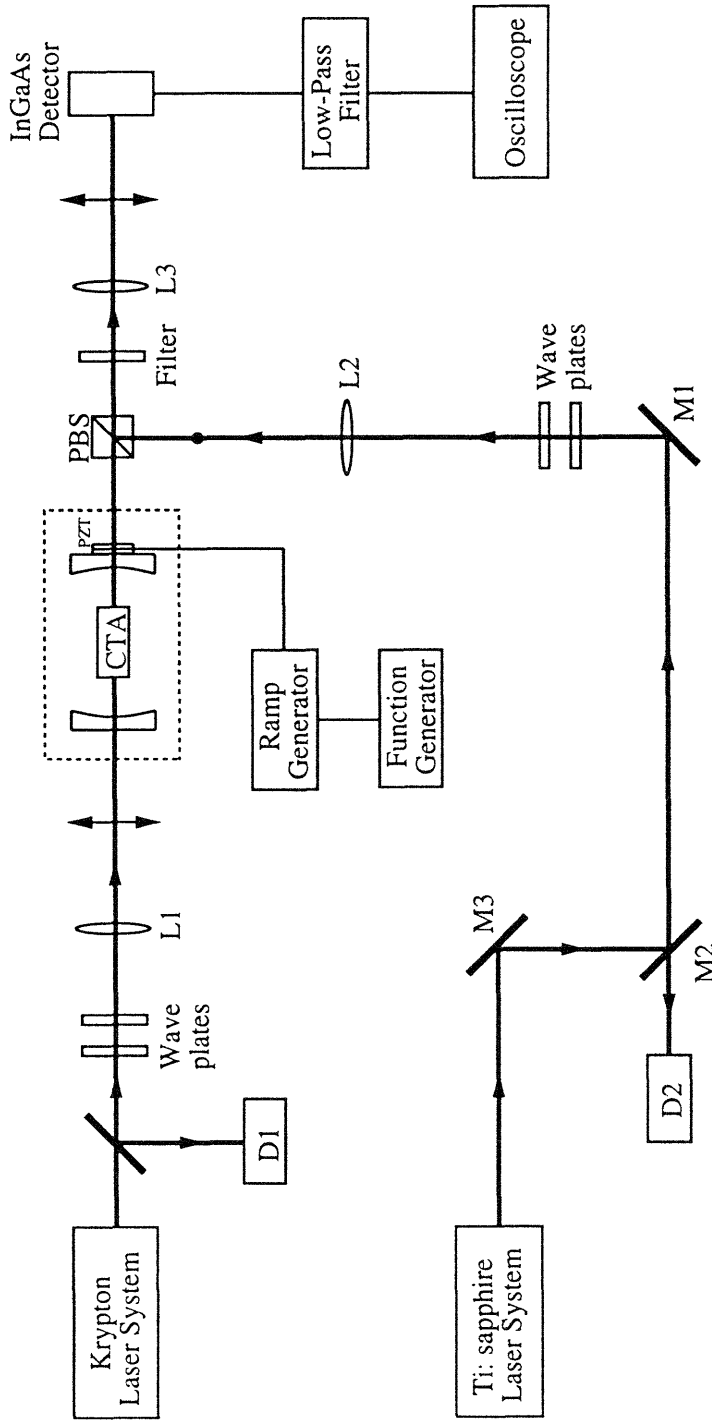 Krypton
Laser System
D1
Wave
plates
L1
CTA
PZT
PBS
Filter
L3
InGaAs
Detector
Low-Pass
Filter
Oscilloscope
Ramp
Generator
Function
Generator
L2
Wave
plates
M1
M3
M2
D2
Ti: sapphire
Laser System